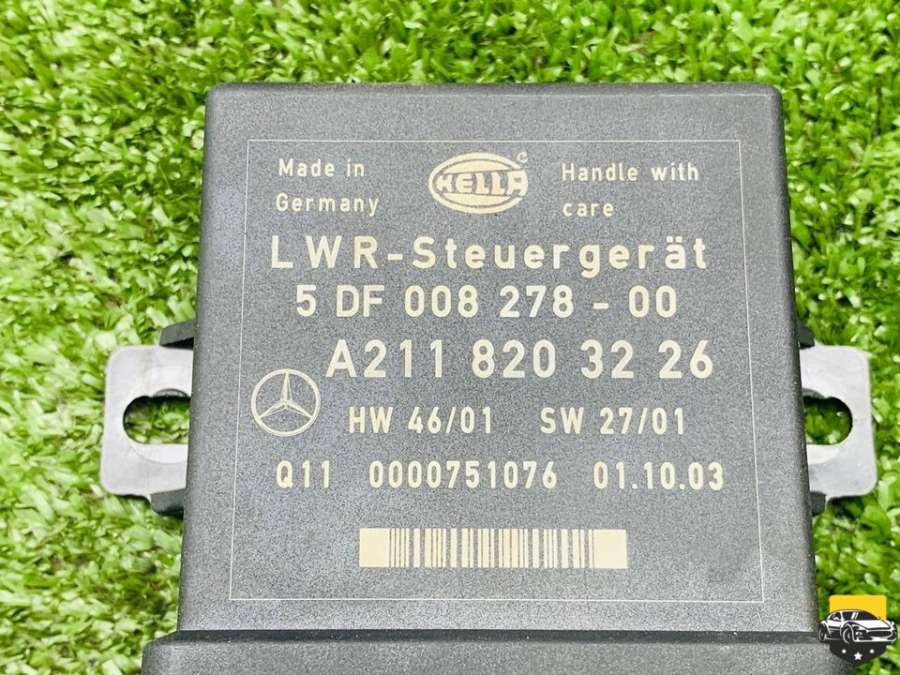 Made in
Germany
HELLA
Handle with
care
LWR-Steuergerät
5 DF 008 278 - 00
A211 820 32 26
HW 46/01 SW 27/01
Q11 0000751076 01.10.03